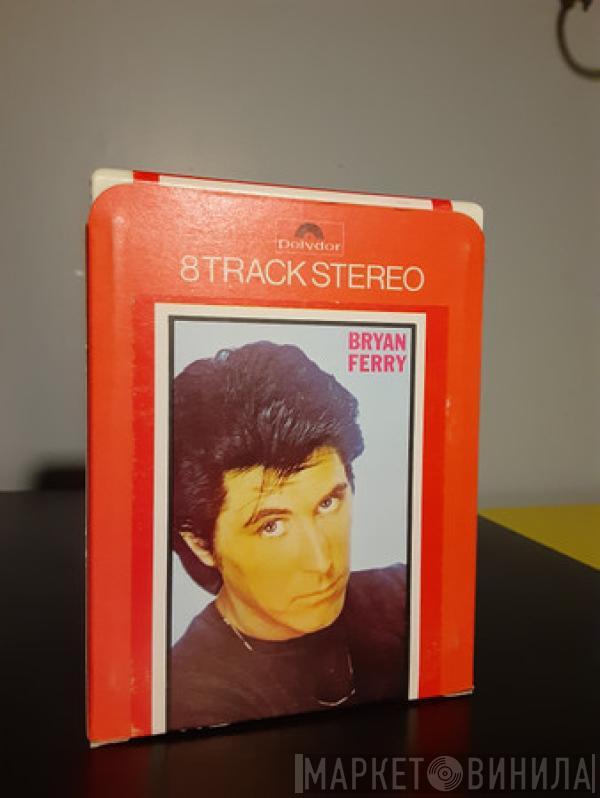 Polydor
8 TRACK STEREO
BRYAN
FERRY
МАРКЕТ ВИНИЛА